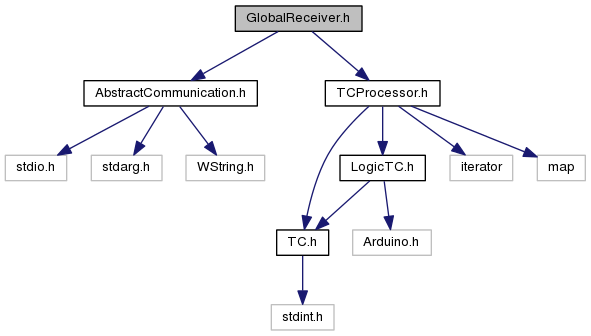 GlobalReceiver.h
AbstractCommunication.h
TCProcessor.h
stdio.h
stdarg.h
WString.h
LogicTC.h
iterator
map
TC.h
Arduino.h
stdint.h